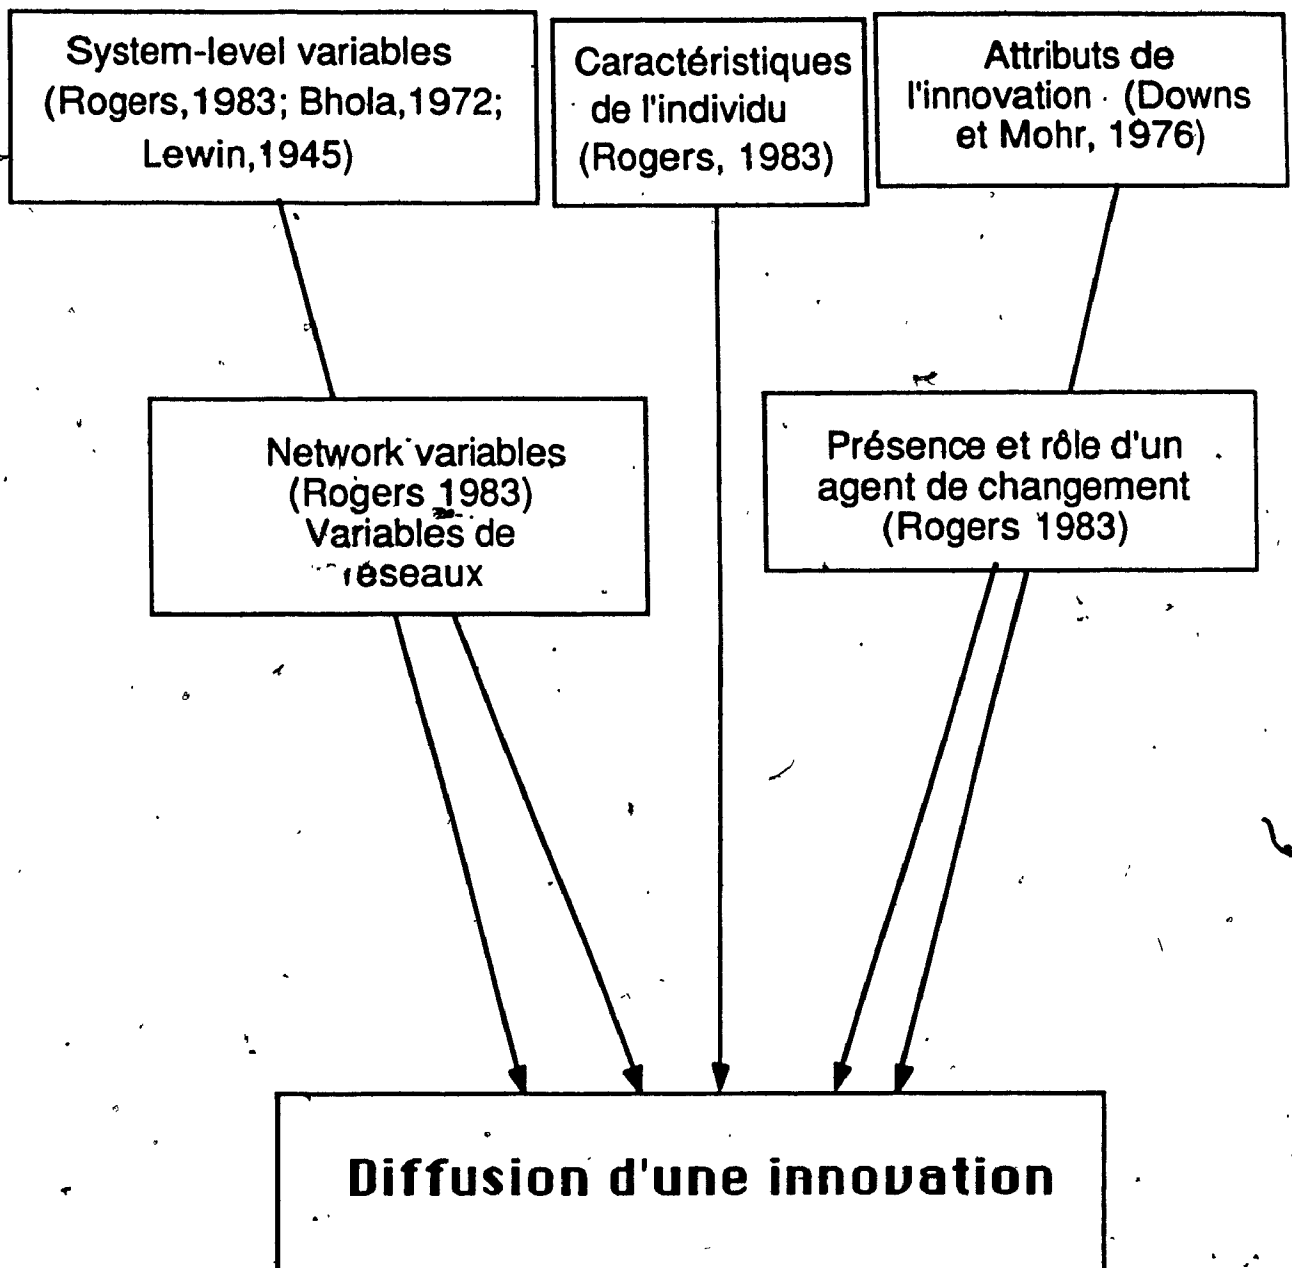 System-level variables
(Rogers,1983; Bhola,1972;
Lewin,1945)
Caractéristiques
de l'individu
(Rogers, 1983)
Attributs de
l'innovation (Downs
et Mohr, 1976)
Network variables
(Rogers 1983)
Variables de
réseaux
Présence et rôle d'un
agent de changement
(Rogers 1983)
Diffusion d'une innovation